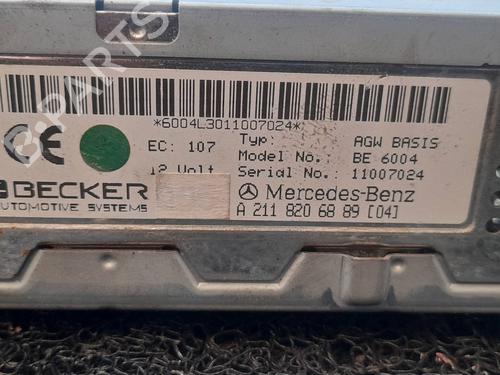 B-PARTS
*6004L3011007024*
CE
EC: 107
12 Volt
Typ: AGW BASIS
Model No.: BE 6004
Serial No.: 11007024
BECKER
AUTOMOTIVE SYSTEMS
Mercedes-Benz
A 211 820 68 89 [04]